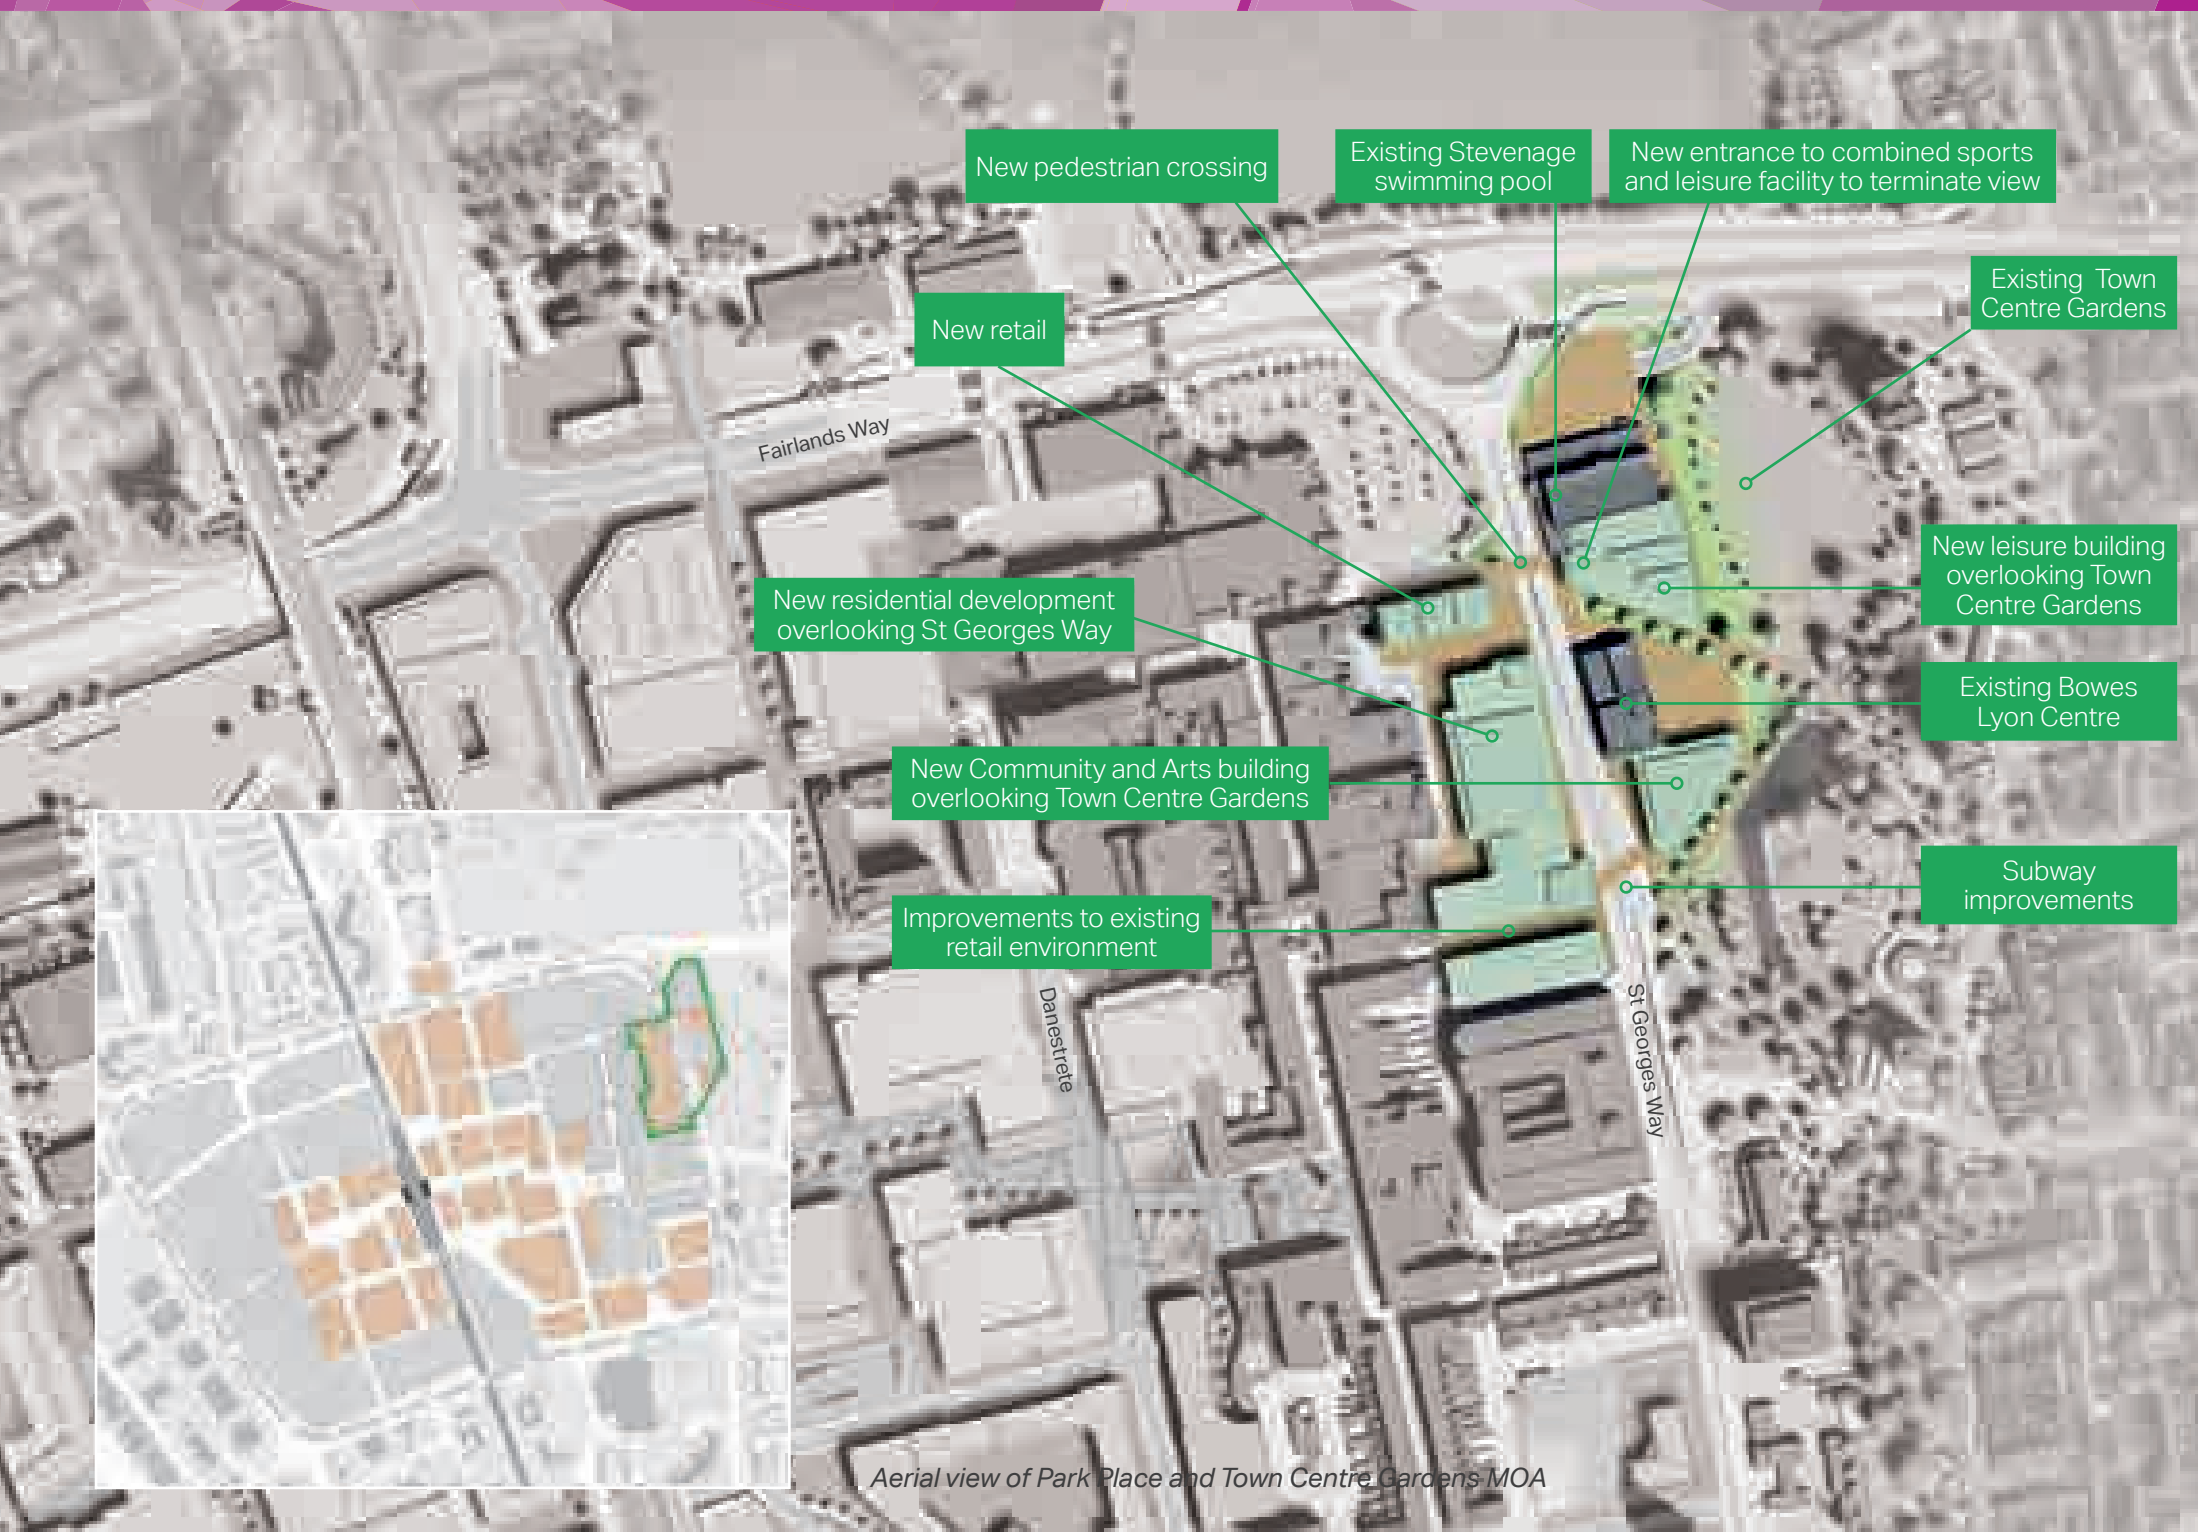 New pedestrian crossing
Existing Stevenage
swimming pool
New entrance to combined sports
and leisure facility to terminate view
Existing Town
Centre Gardens
New retail
Fairlands Way
New leisure building
overlooking Town
Centre Gardens
New residential development
overlooking St Georges Way
Existing Bowes
Lyon Centre
New Community and Arts building
overlooking Town Centre Gardens
Subway
improvements
Improvements to existing
retail environment
Danestrete
St Georges Way
Aerial view of Park Place and Town Centre Gardens MOA